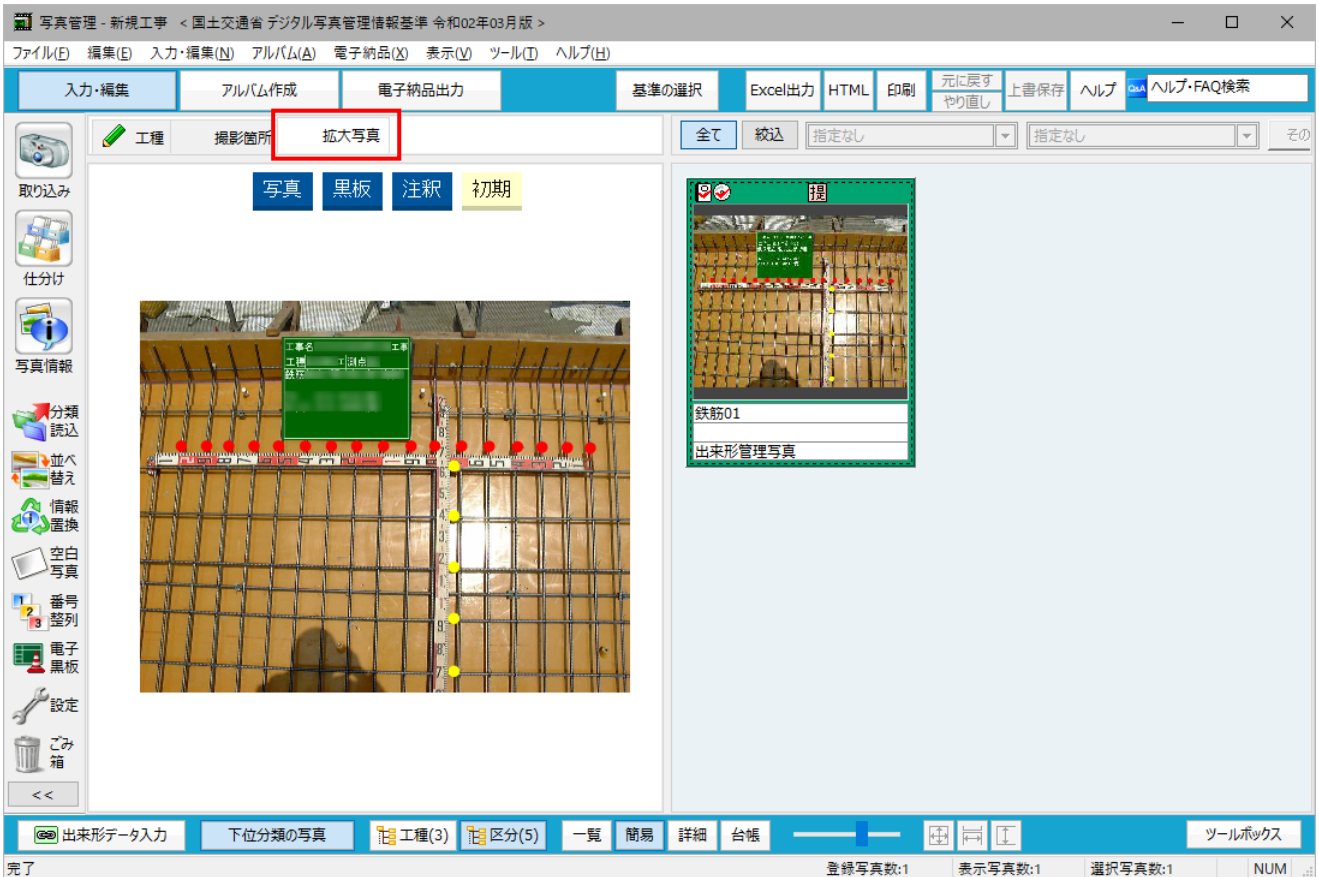 写真管理 - 新規工事 < 国土交通省 デジタル写真管理情報基準 令和02年03月版 >
ファイル(F) 編集(E) 入力・編集(N) アルバム(A) 電子納品(X) 表示(V) ツール(T) ヘルプ(H)
入力・編集 アルバム作成 電子納品出力 基準の選択 Excel出力 HTML 印刷 元に戻す やり直し 上書保存 ヘルプ Q&A ヘルプ・FAQ検索
工種 撮影箇所 拡大写真 全て 絞込 指定なし 指定なし その
取り込み
仕分け
写真情報
分類読込
並べ替え
情報置換
空白写真
番号整列
電子黒板
設定
ごみ箱
<<
写真 黒板 注釈 初期
工事名 工事
工種 測点
鉄筋
提
鉄筋01
出来形管理写真
出来形データ入力 下位分類の写真 工種(3) 区分(5) 一覧 簡易 詳細 台帳 ツールボックス
完了 登録写真数:1 表示写真数:1 選択写真数:1 NUM